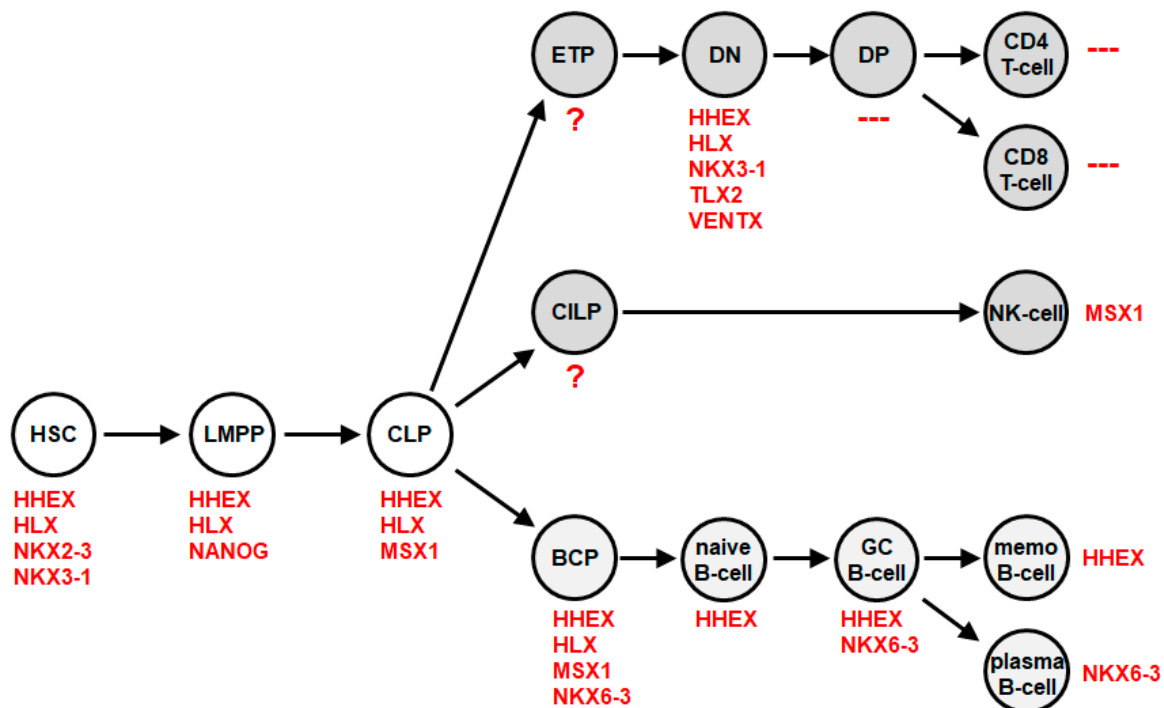 ETP
DN
DP
CD4
T-cell
---
?
HHEX
HLX
NKX3-1
TLX2
VENTX
---
CD8
T-cell
---
CILP
?
NK-cell
MSX1
HSC
HHEX
HLX
NKX2-3
NKX3-1
LMPP
HHEX
HLX
NANOG
CLP
HHEX
HLX
MSX1
BCP
HHEX
HLX
MSX1
NKX6-3
naive
B-cell
HHEX
GC
B-cell
HHEX
NKX6-3
memo
B-cell
HHEX
plasma
B-cell
NKX6-3